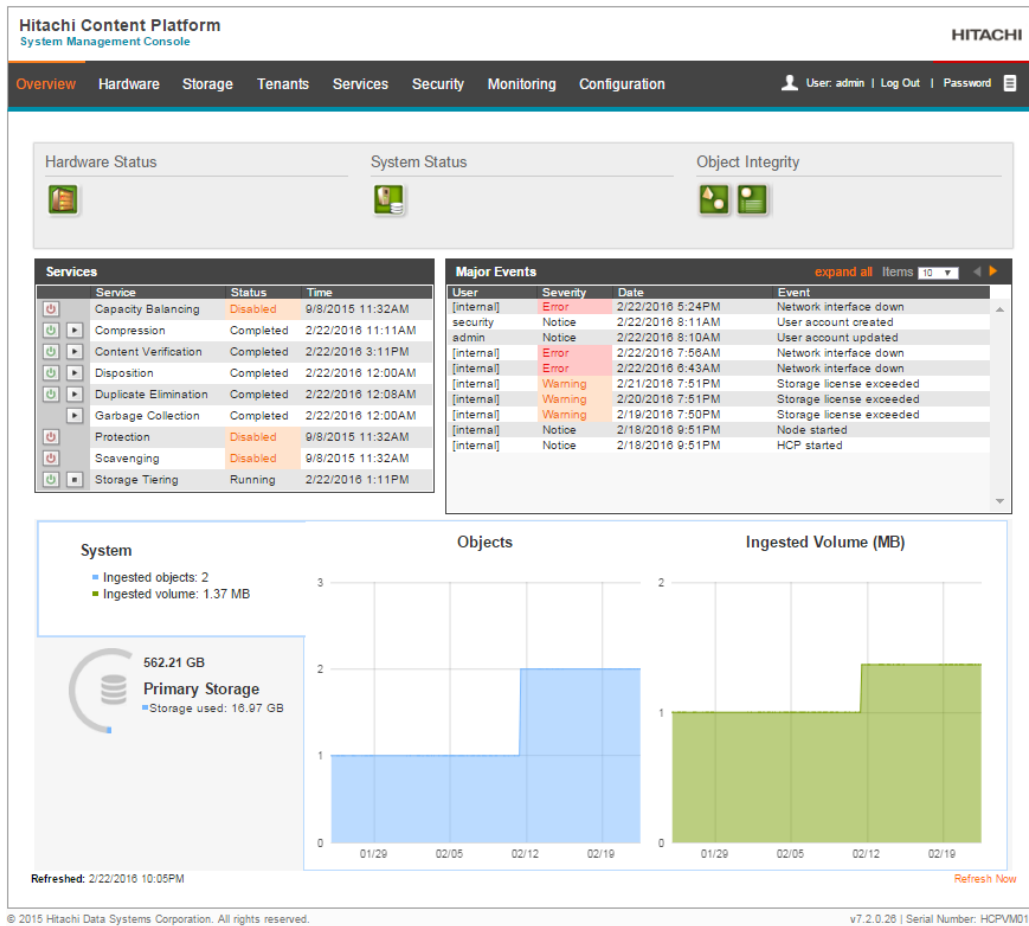 Hitachi Content Platform
System Management Console
HITACHI
Overview Hardware Storage Tenants Services Security Monitoring Configuration User: admin | Log Out | Password
Hardware Status System Status Object Integrity
Services
Service Status Time
Capacity Balancing Disabled 9/8/2015 11:32AM
Compression Completed 2/22/2016 11:11AM
Content Verification Completed 2/22/2016 3:11PM
Disposition Completed 2/22/2016 12:00AM
Duplicate Elimination Completed 2/22/2016 12:08AM
Garbage Collection Completed 2/22/2016 12:00AM
Protection Disabled 9/8/2015 11:32AM
Scavenging Disabled 9/8/2015 11:32AM
Storage Tiering Running 2/22/2016 1:11PM
Major Events expand all Items 10
User Severity Date Event
[internal] Error 2/22/2016 5:24PM Network interface down
security Notice 2/22/2016 8:11AM User account created
admin Notice 2/22/2016 8:10AM User account updated
[internal] Error 2/22/2016 7:56AM Network interface down
[internal] Error 2/22/2016 6:43AM Network interface down
[internal] Warning 2/21/2016 7:51PM Storage license exceeded
[internal] Warning 2/20/2016 7:51PM Storage license exceeded
[internal] Warning 2/19/2016 7:50PM Storage license exceeded
[internal] Notice 2/18/2016 9:51PM Node started
[internal] Notice 2/18/2016 9:51PM HCP started
System
Ingested objects: 2
Ingested volume: 1.37 MB
562.21 GB
Primary Storage
Storage used: 16.97 GB
Objects
3
2
1
0
01/29 02/05 02/12 02/19
Ingested Volume (MB)
2
1
0
01/29 02/05 02/12 02/19
Refreshed: 2/22/2016 10:05PM Refresh Now
© 2015 Hitachi Data Systems Corporation. All rights reserved. v7.2.0.26 | Serial Number: HCPVM01